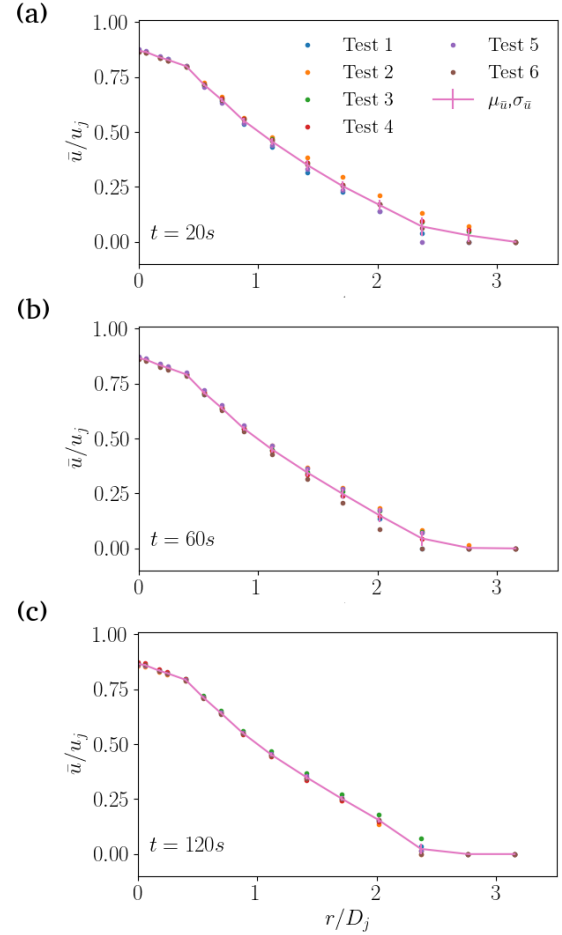 (a)
1.00
0.75
0.50
0.25
0.00
ū/u_j
Test 1
Test 2
Test 3
Test 4
Test 5
Test 6
μ_ū,σ_ū
t = 20s
0
1
2
3
(b)
1.00
0.75
0.50
0.25
0.00
ū/u_j
t = 60s
0
1
2
3
(c)
1.00
0.75
0.50
0.25
0.00
ū/u_j
t = 120s
0
1
2
3
r/D_j